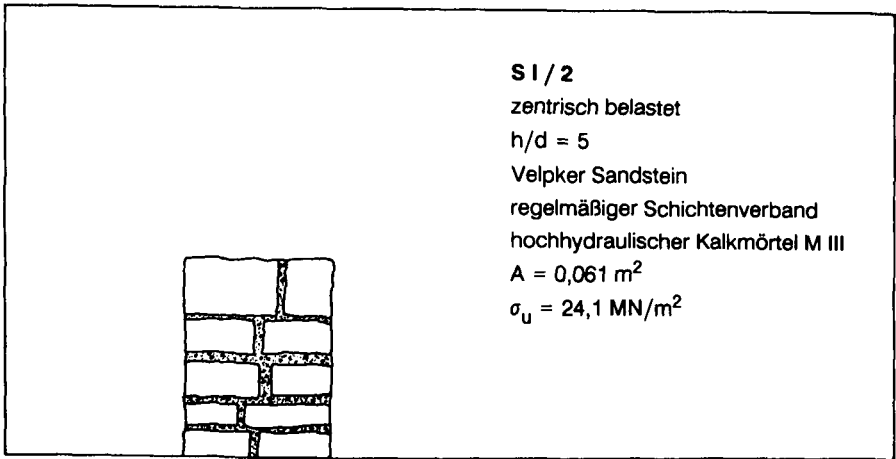 S I / 2
zentrisch belastet
h/d = 5
Velpker Sandstein
regelmäßiger Schichtenverband
hochhydraulischer Kalkmörtel M III
A = 0,061 m²
σᵤ = 24,1 MN/m²